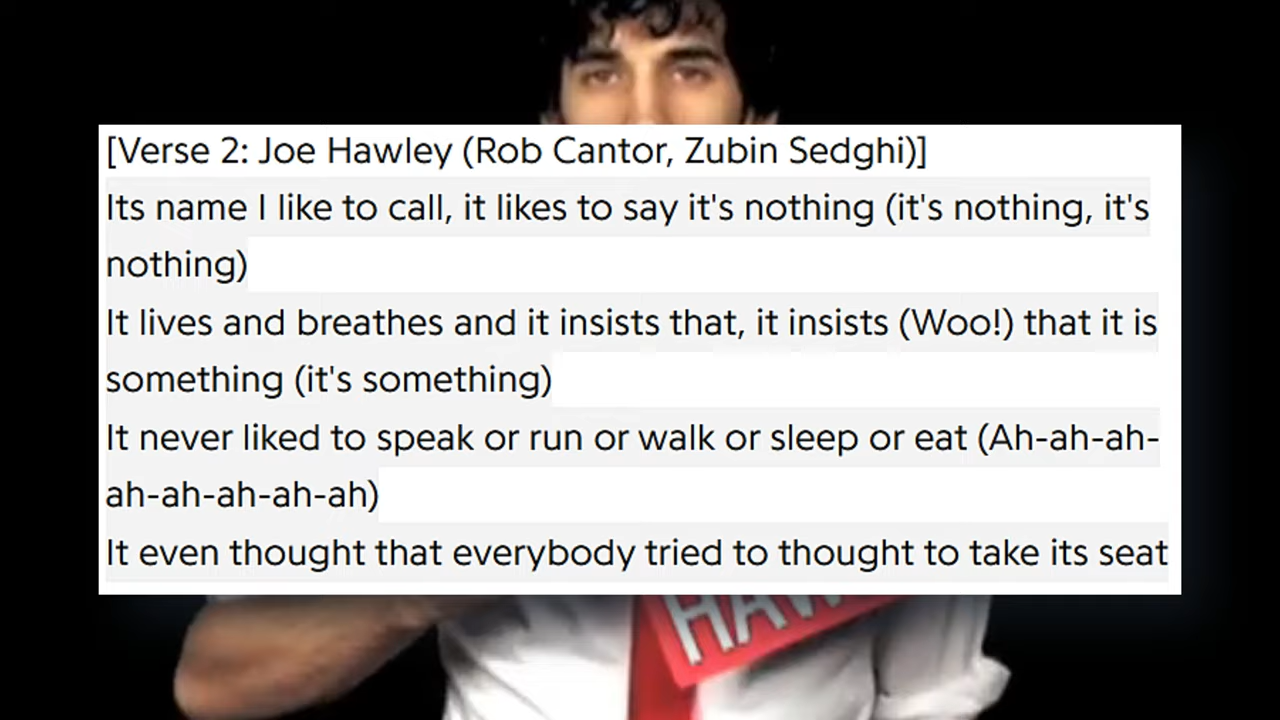 [Verse 2: Joe Hawley (Rob Cantor, Zubin Sedghi)]
Its name I like to call, it likes to say it's nothing (it's nothing, it's
nothing)
It lives and breathes and it insists that, it insists (Woo!) that it is
something (it's something)
It never liked to speak or run or walk or sleep or eat (Ah-ah-ah-
ah-ah-ah-ah-ah)
It even thought that everybody tried to thought to take its seat